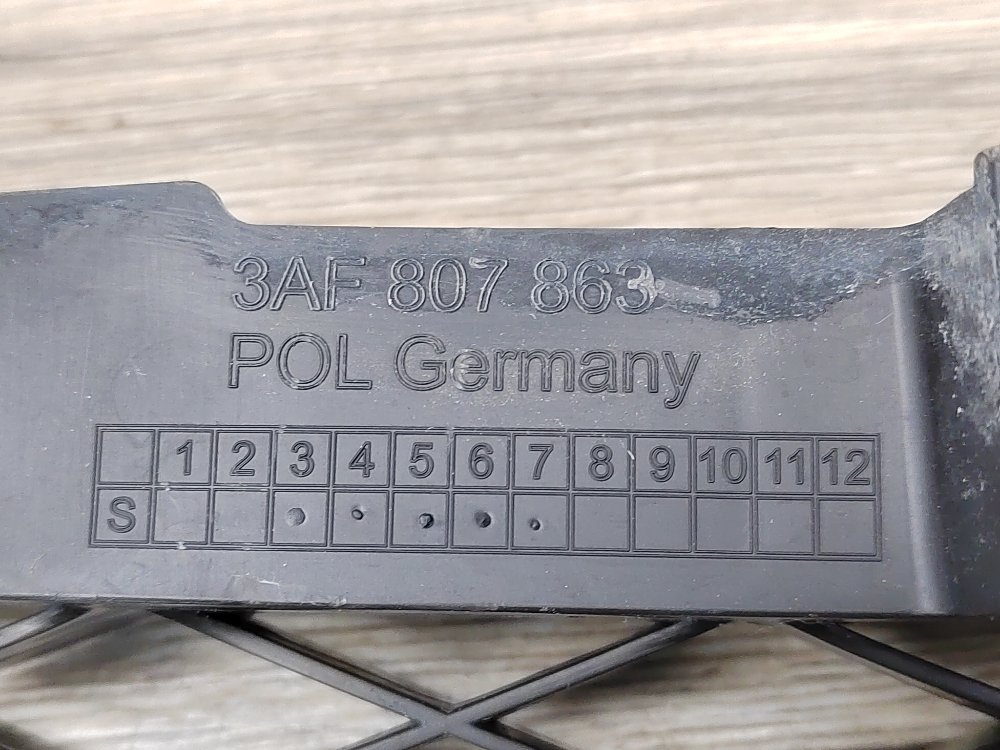 3AF 807 863
POL Germany
1 2 3 4 5 6 7 8 9 10 11 12
S